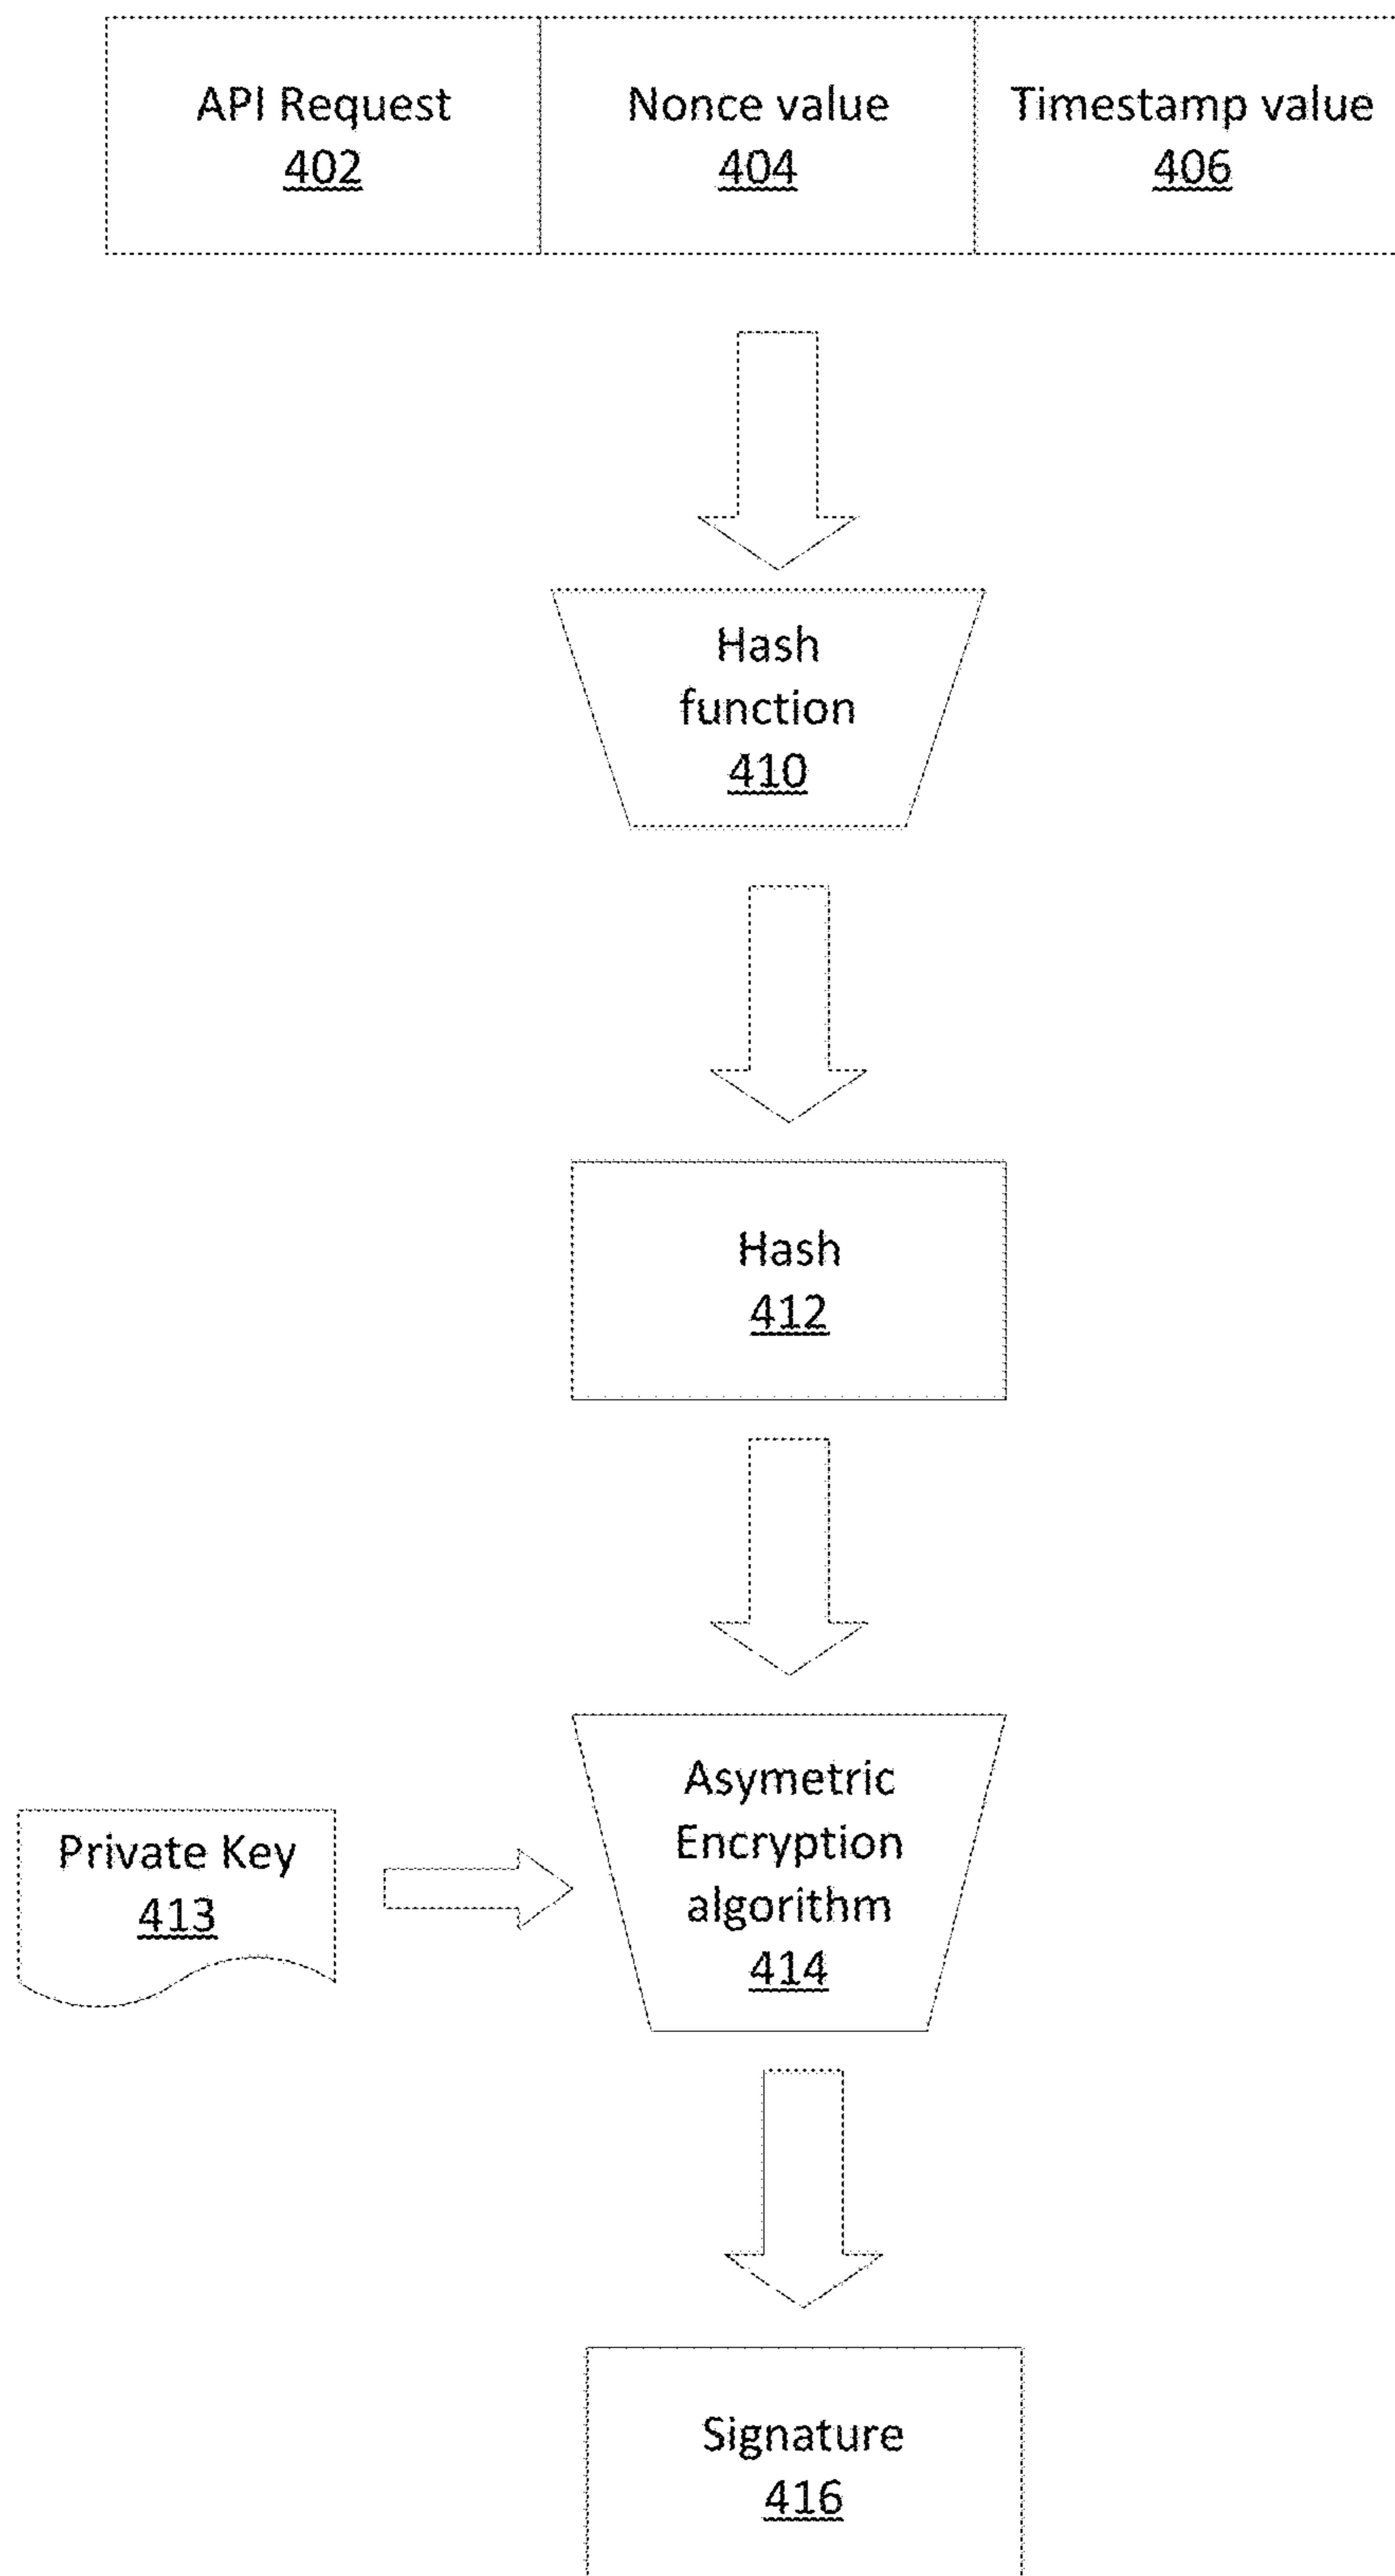 API Request
402
Nonce value
404
Timestamp value
406
Hash
function
410
Hash
412
Private Key
413
Asymetric
Encryption
algorithm
414
Signature
416